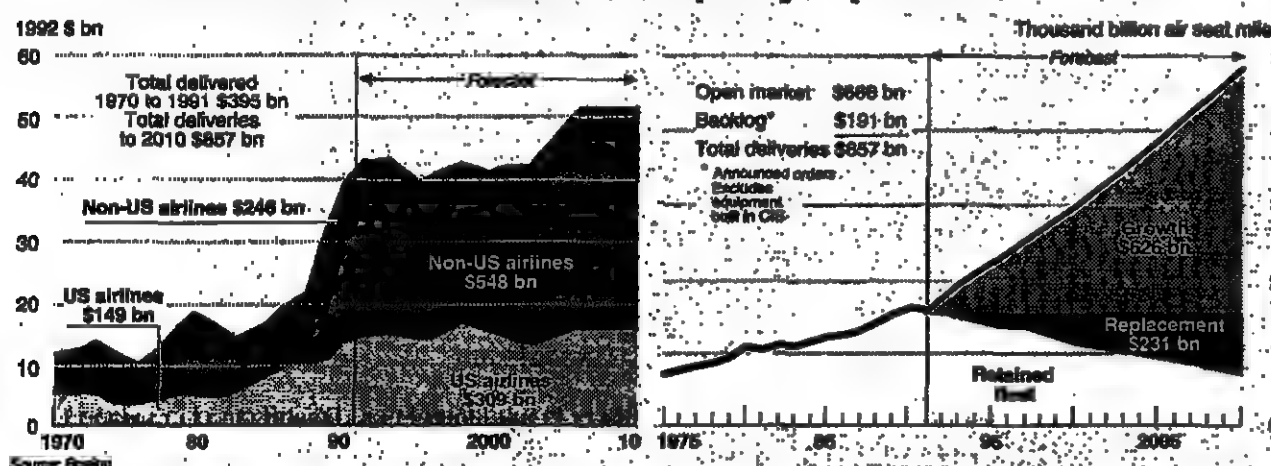 1992 $ bn
60
50
40
30
20
10
0
Total delivered
1970 to 1991 $395 bn
Total deliveries
to 2010 $857 bn
Forecast
Non-US airlines $246 bn
US airlines
$149 bn
Non-US airlines
$548 bn
US airlines
$309 bn
1970 80 90 2000 10
Source: Boeing
Thousand billion air seat mile
Forecast
Open market $666 bn
Backlog* $191 bn
Total deliveries $857 bn
* Announced orders
Excludes
equipment
built in CIS
Growth
$626 bn
Replacement
$231 bn
Retained
fleet
1975 85 95 2005